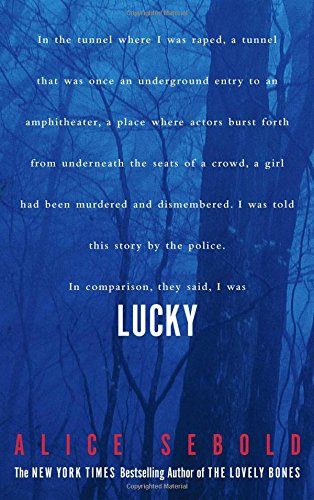 In the tunnel where I was raped, a tunnel
that was once an underground entry to an
amphitheater, a place where actors burst forth
from underneath the seats of a crowd, a girl
had been murdered and dismembered. I was told
this story by the police.
In comparison, they said, I was
LUCKY
ALICE SEBOLD
The NEW YORK TIMES Bestselling Author of THE LOVELY BONES